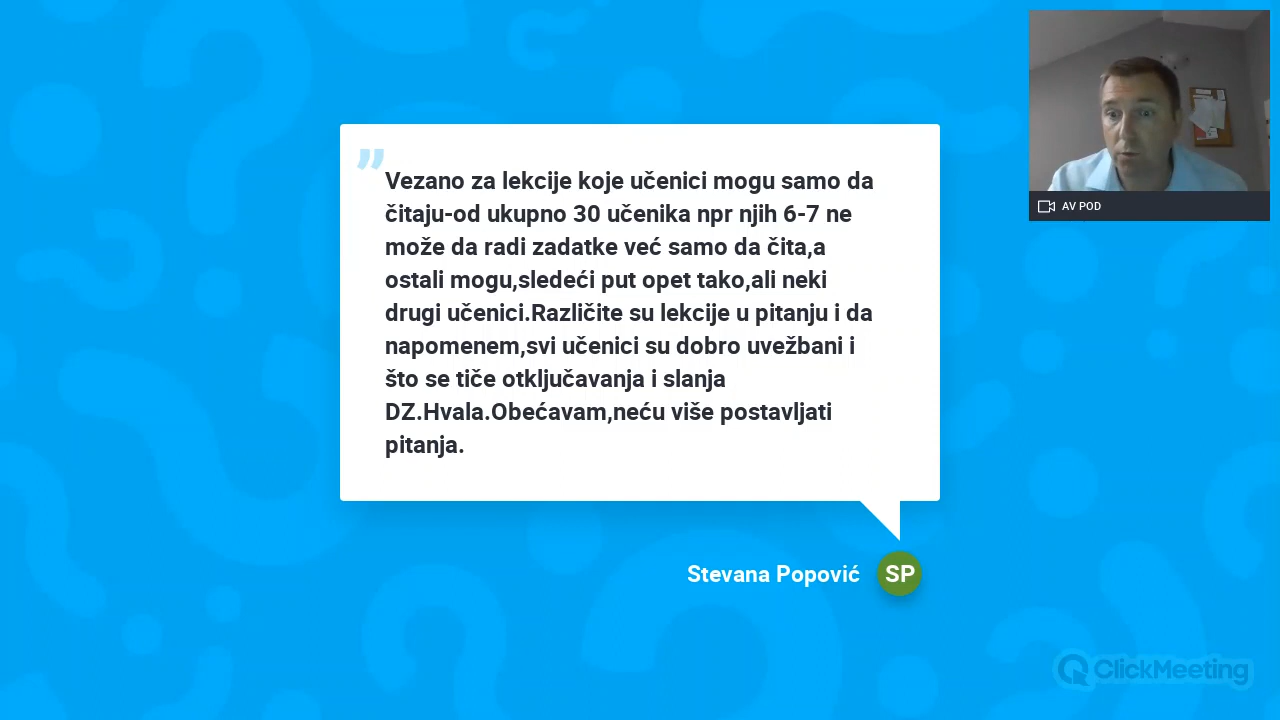 Vezano za lekcije koje učenici mogu samo da
čitaju-od ukupno 30 učenika npr njih 6-7 ne
može da radi zadatke već samo da čita,a
ostali mogu,sledeći put opet tako,ali neki
drugi učenici.Različite su lekcije u pitanju i da
napomenem,svi učenici su dobro uvežbani i
što se tiče otključavanja i slanja
DZ.Hvala.Obećavam,neću više postavljati
pitanja.
Stevana Popović SP
AV POD
ClickMeeting